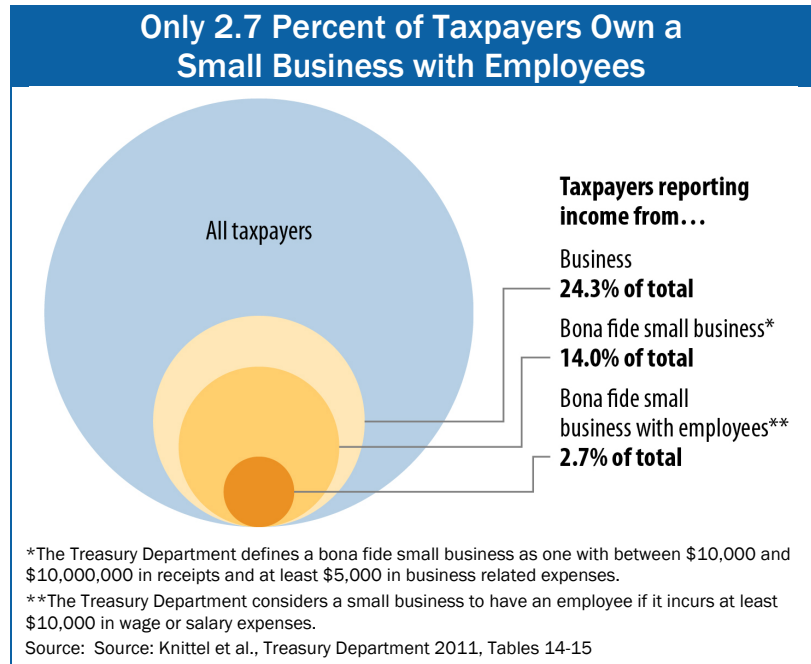 Only 2.7 Percent of Taxpayers Own a
Small Business with Employees
All taxpayers
Taxpayers reporting
income from…
Business
24.3% of total
Bona fide small business*
14.0% of total
Bona fide small
business with employees**
2.7% of total
*The Treasury Department defines a bona fide small business as one with between $10,000 and
$10,000,000 in receipts and at least $5,000 in business related expenses.
**The Treasury Department considers a small business to have an employee if it incurs at least
$10,000 in wage or salary expenses.
Source:  Source: Knittel et al., Treasury Department 2011, Tables 14-15